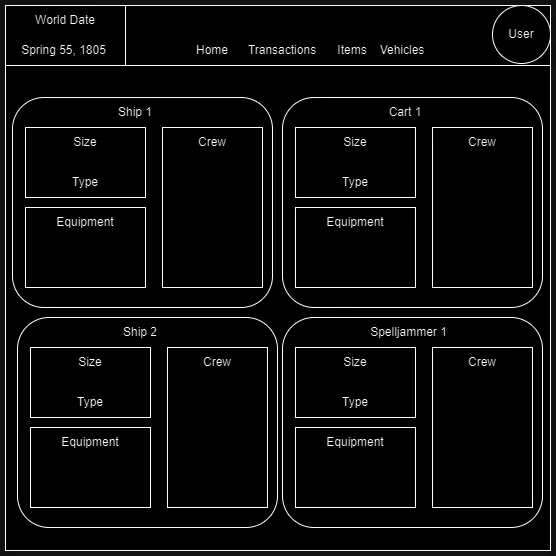 World Date
Spring 55, 1805
Home Transactions Items Vehicles
User
Ship 1
Size
Type
Equipment
Crew
Cart 1
Size
Type
Equipment
Crew
Ship 2
Size
Type
Equipment
Crew
Spelljammer 1
Size
Type
Equipment
Crew